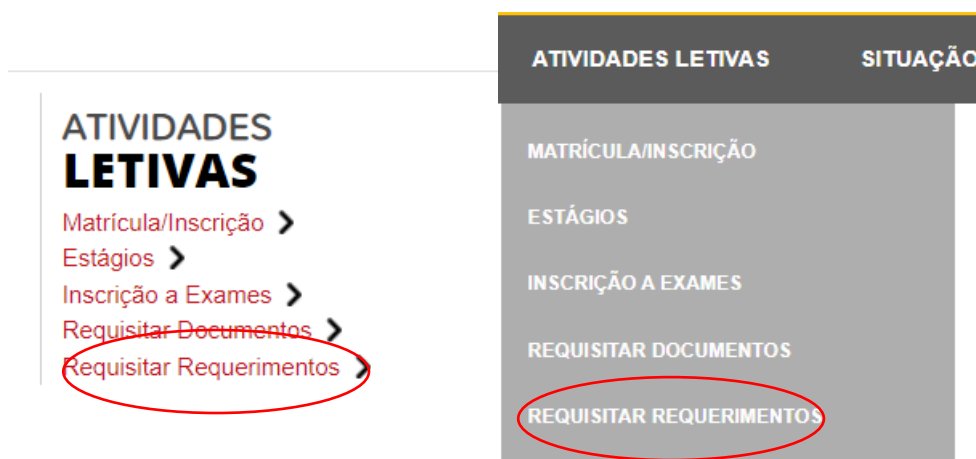 ATIVIDADES
LETIVAS
Matrícula/Inscrição
Estágios
Inscrição a Exames
Requisitar Documentos
Requisitar Requerimentos
ATIVIDADES LETIVAS
SITUAÇÃO
MATRÍCULA/INSCRIÇÃO
ESTÁGIOS
INSCRIÇÃO A EXAMES
REQUISITAR DOCUMENTOS
REQUISITAR REQUERIMENTOS